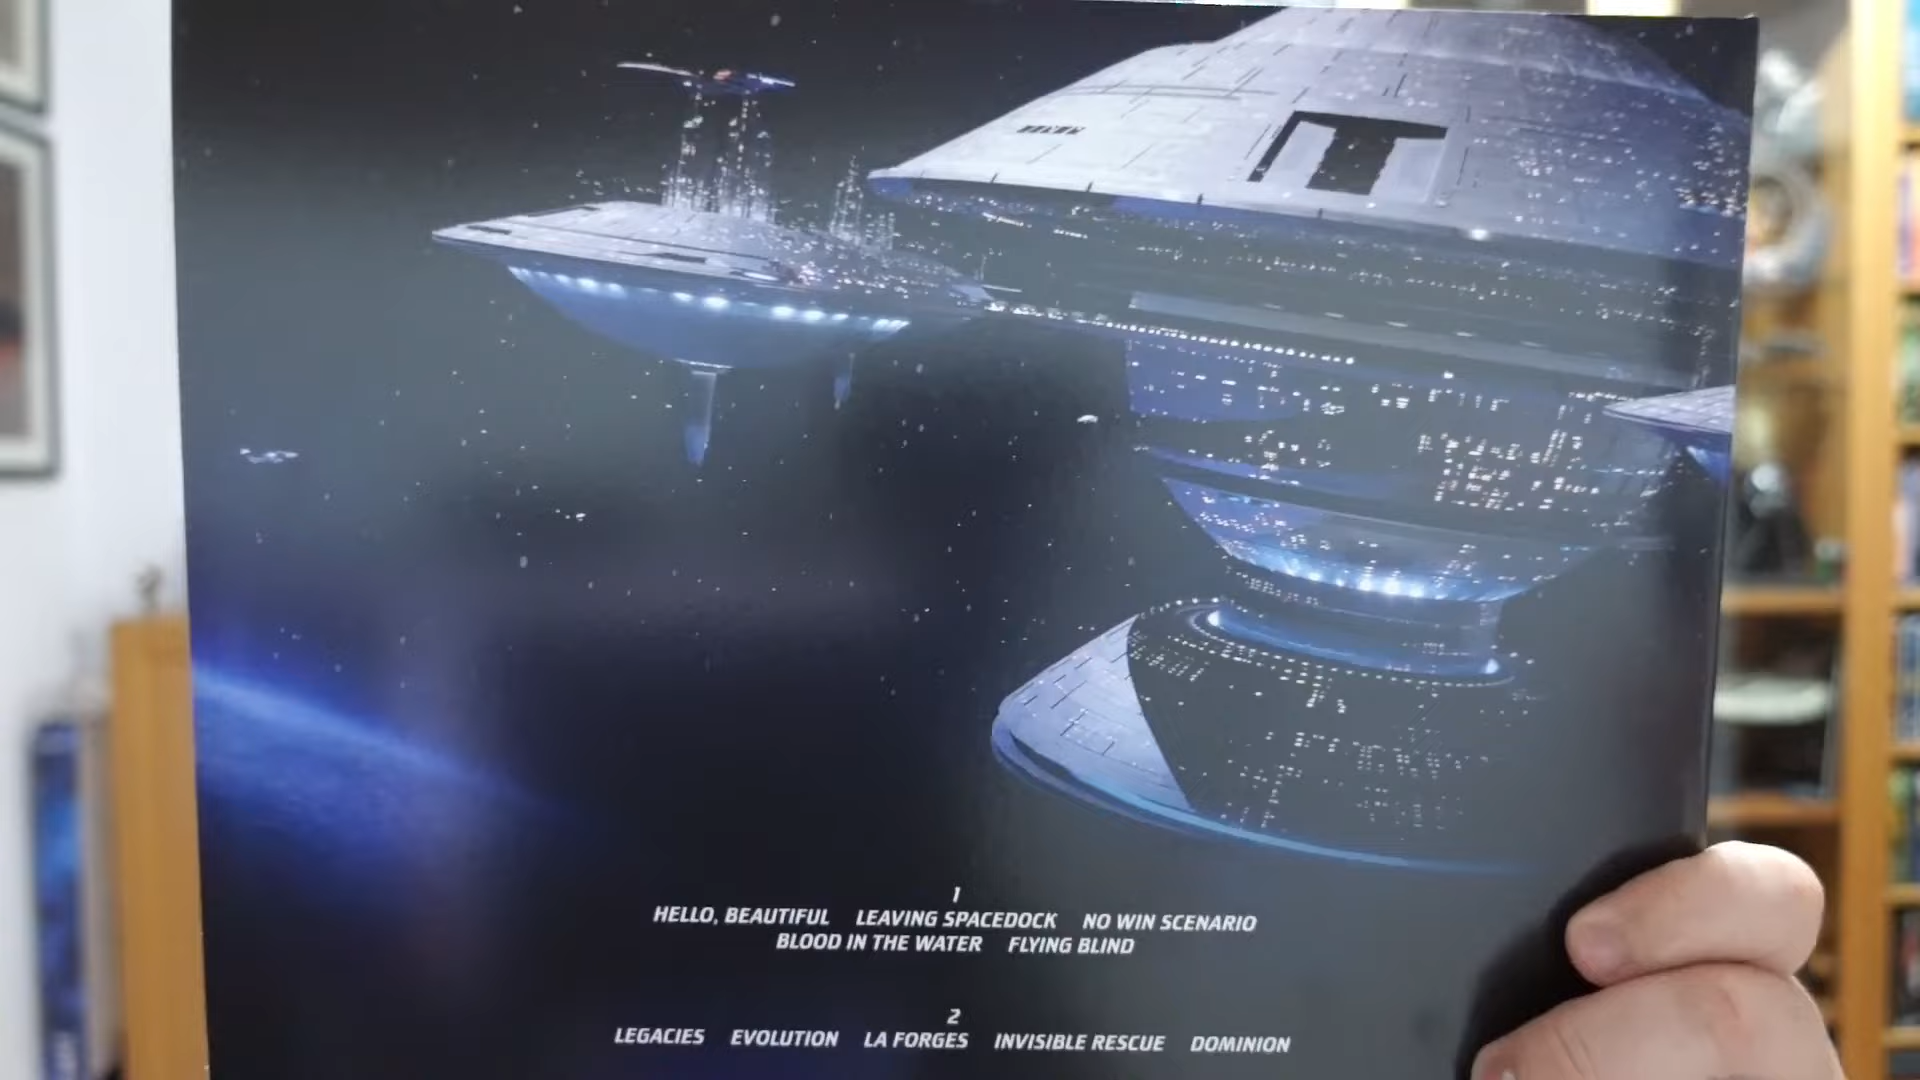 1
HELLO, BEAUTIFUL LEAVING SPACEDOCK NO WIN SCENARIO
BLOOD IN THE WATER FLYING BLIND
2
LEGACIES EVOLUTION LA FORGES INVISIBLE RESCUE DOMINION